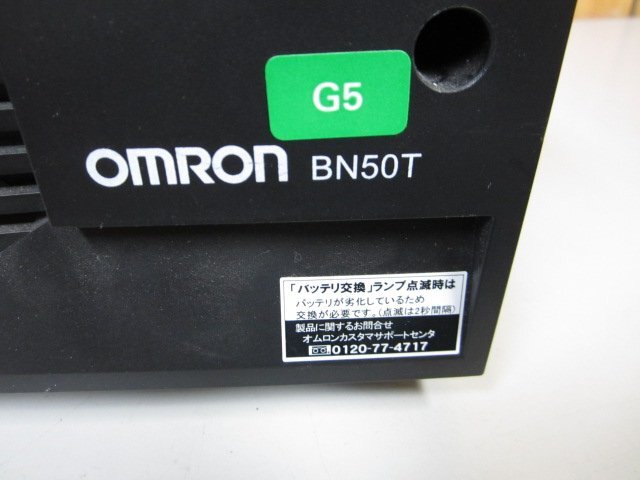 G5
OMRON BN50T
「バッテリ交換」ランプ点滅時は
バッテリが劣化しているため
交換が必要です。(点滅は2秒間隔)
製品に関するお問合せ
オムロンカスタマサポートセンタ
0120-77-4717